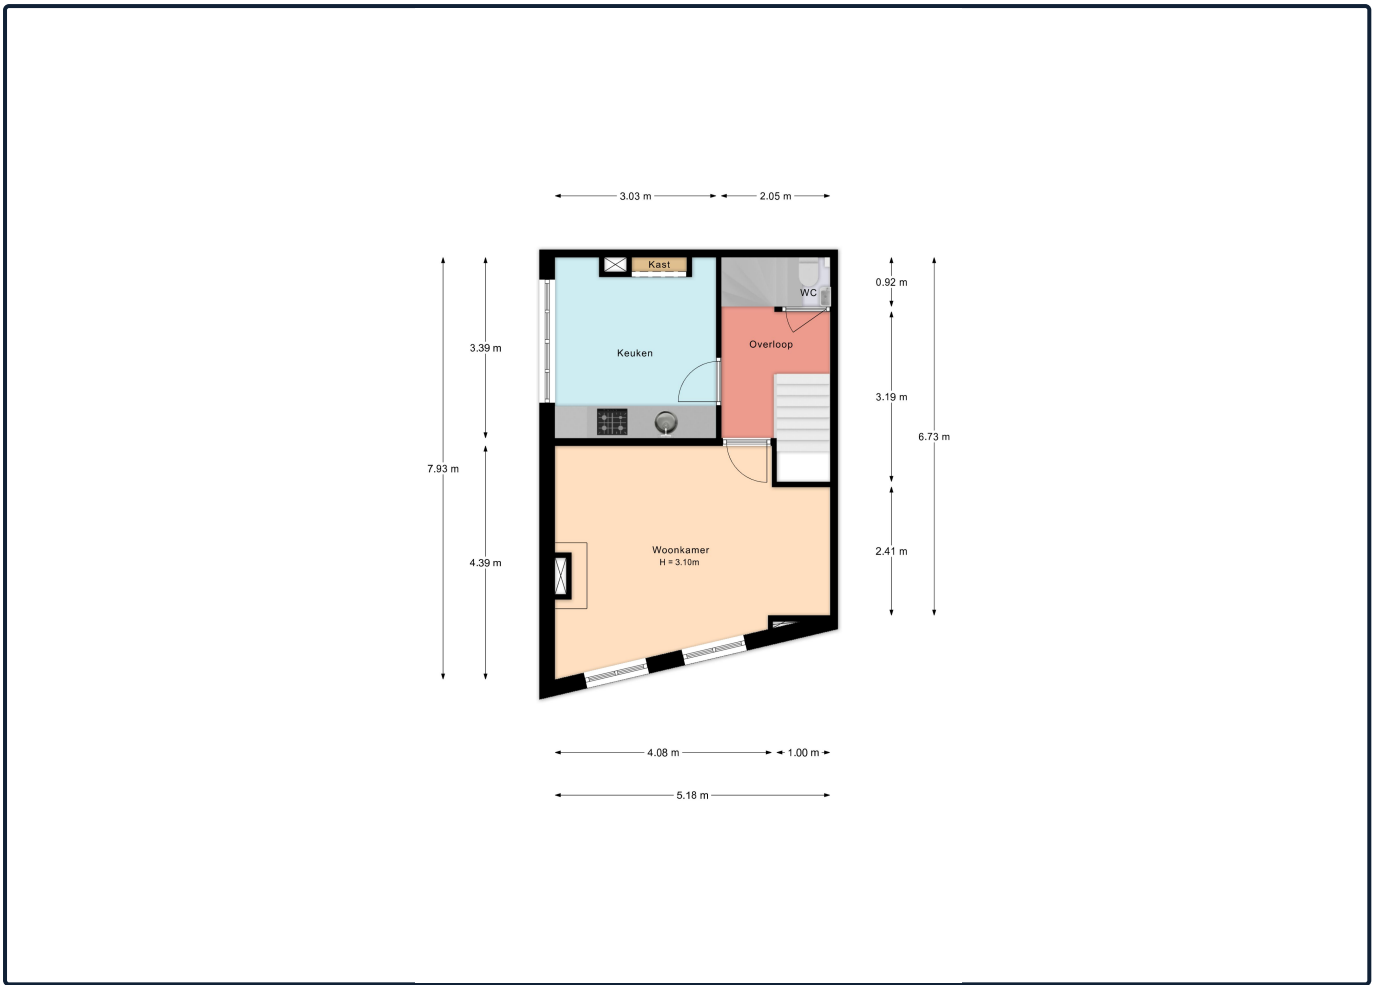 3.03 m
2.05 m
Kast
WC
0.92 m
Overloop
3.39 m
Keuken
3.19 m
6.73 m
7.93 m
Woonkamer
H = 3.10m
2.41 m
4.39 m
4.08 m
1.00 m
5.18 m